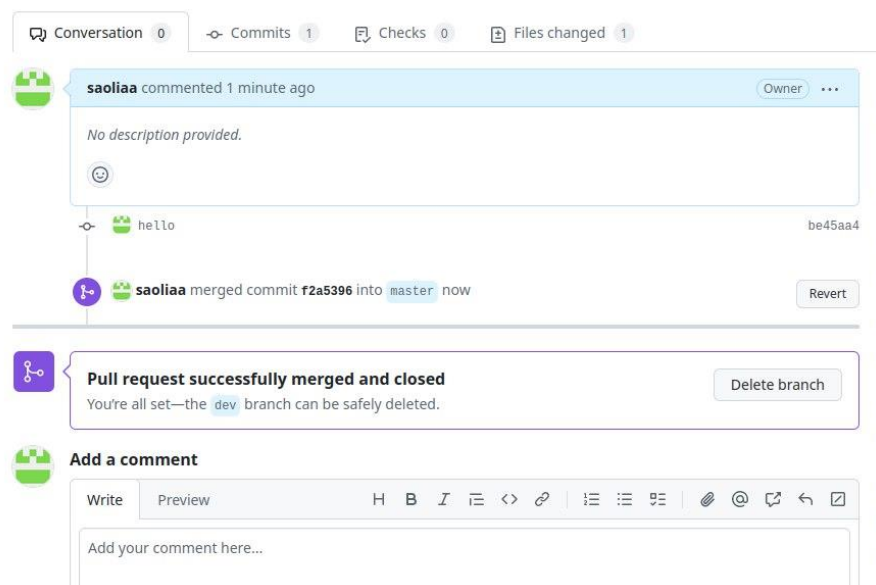 Conversation 0 Commits 1 Checks 0 Files changed 1
saoliaa commented 1 minute ago Owner ...
No description provided.
hello be45aa4
saoliaa merged commit f2a5396 into master now Revert
Pull request successfully merged and closed
You're all set—the dev branch can be safely deleted. Delete branch
Add a comment
Write Preview H B I <> @
Add your comment here...